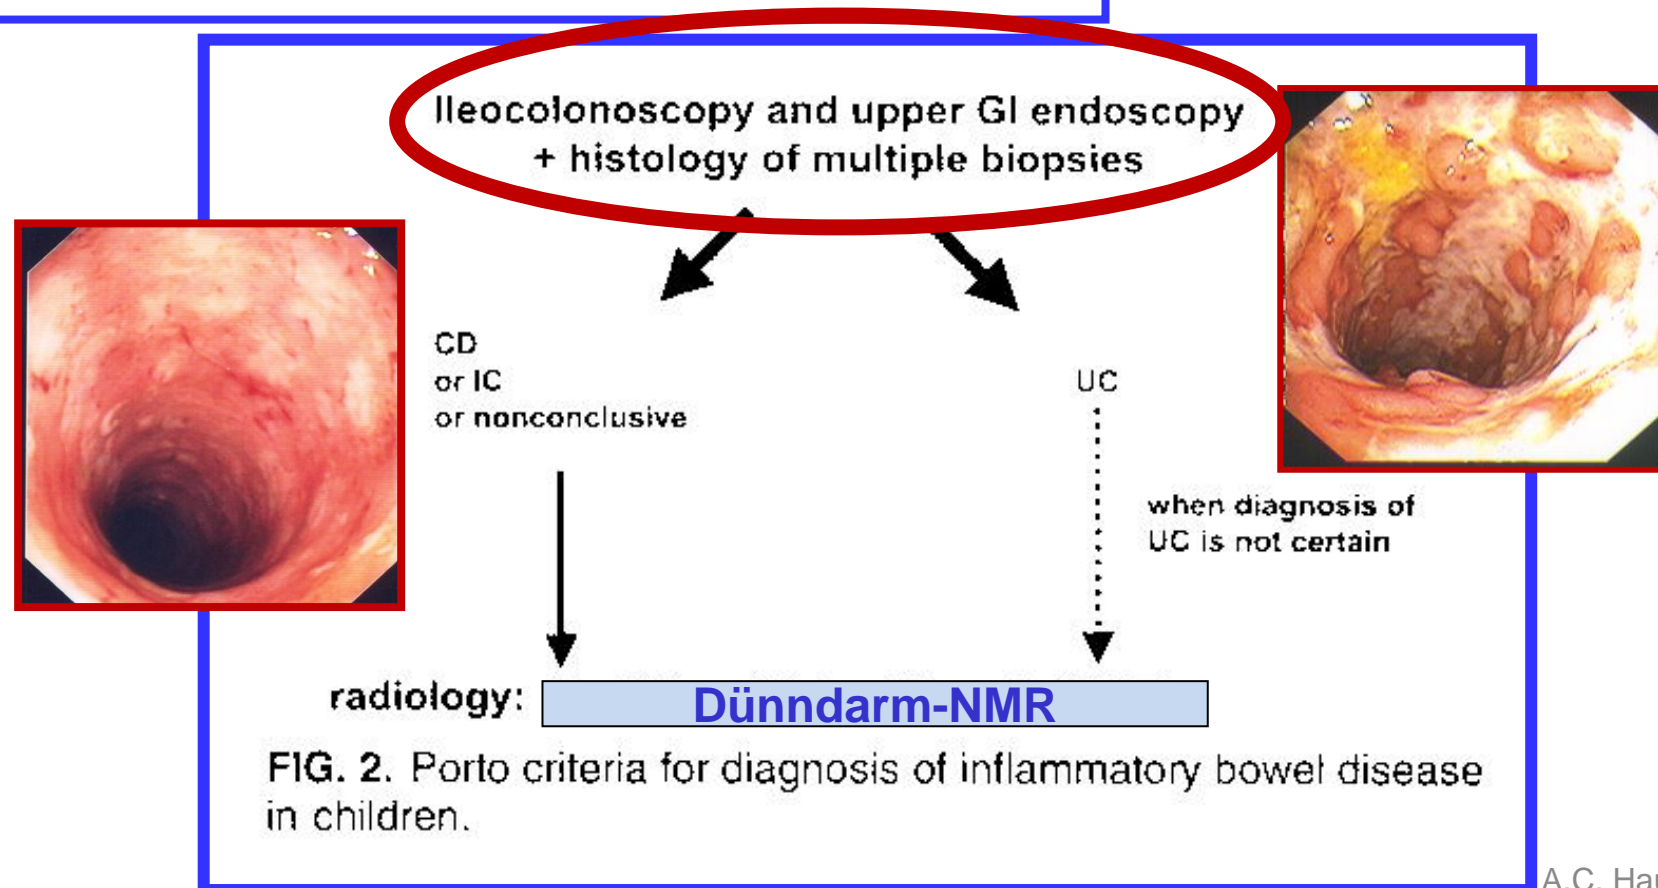 Ileocolonoscopy and upper GI endoscopy
+ histology of multiple biopsies
CD
or IC
or nonconclusive
UC
when diagnosis of
UC is not certain
radiology: Dünndarm-NMR
FIG. 2. Porto criteria for diagnosis of inflammatory bowel disease
in children.
A.C.